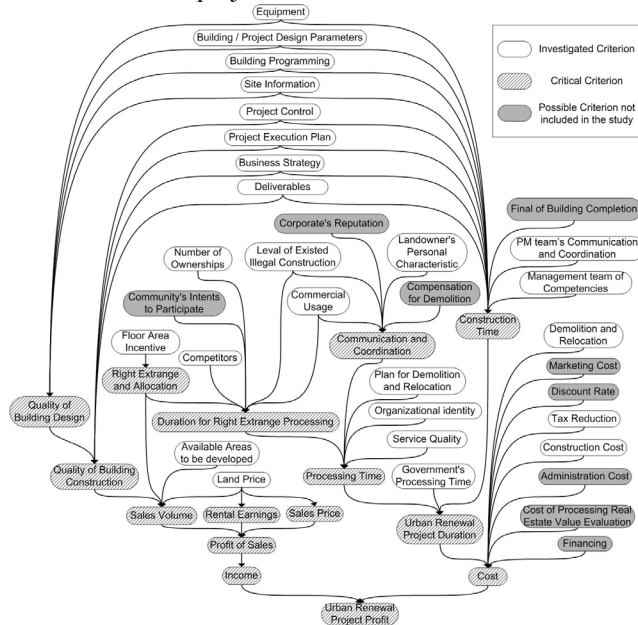 Equipment
Building / Project Design Parameters
Building Programming
Site Information
Project Control
Project Execution Plan
Business Strategy
Deliverables
Investigated Criterion
Critical Criterion
Possible Criterion not
included in the study
Corporate's Reputation
Final of Building Completion
Number of
Ownerships
Leval of Existed
Illegal Construction
Landowner's
Personal
Characteristic
PM team's Communication
and Coordination
Community's Intents
to Participate
Commercial
Usage
Compensation
for Demolition
Management team of
Competencies
Construction
Time
Floor Area
Incentive
Competitors
Communication and
Coordination
Demolition and
Relocation
Right Extrange
and Allocation
Plan for Demolition
and Relocation
Marketing Cost
Discount Rate
Quality of
Building Design
Duration for Right Extrange Processing
Organizational identity
Tax Reduction
Service Quality
Construction Cost
Available Areas
to be developed
Quality of Building
Construction
Land Price
Processing Time
Government's
Processing Time
Administration Cost
Sales Volume
Rental Earnings
Sales Price
Urban Renewal
Project Duration
Cost of Processing Real
Estate Value Evaluation
Profit of Sales
Financing
Income
Cost
Urban Renewal
Project Profit